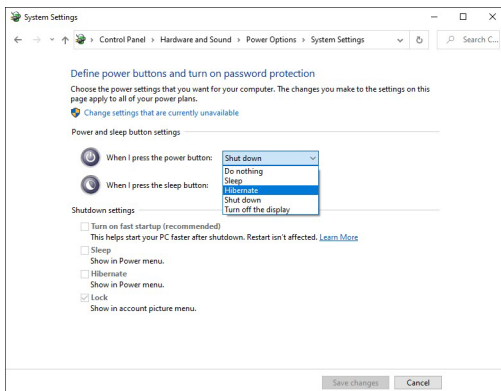 System Settings
Control Panel > Hardware and Sound > Power Options > System Settings
Search C...
Define power buttons and turn on password protection
Choose the power settings that you want for your computer. The changes you make to the settings on this
page apply to all of your power plans.
Change settings that are currently unavailable
Power and sleep button settings
When I press the power button: Shut down
Do nothing
Sleep
When I press the sleep button: Hibernate
Shut down
Turn off the display
Shutdown settings
Turn on fast startup (recommended)
This helps start your PC faster after shutdown. Restart isn't affected. Learn More
Sleep
Show in Power menu.
Hibernate
Show in Power menu.
Lock
Show in account picture menu.
Save changes Cancel